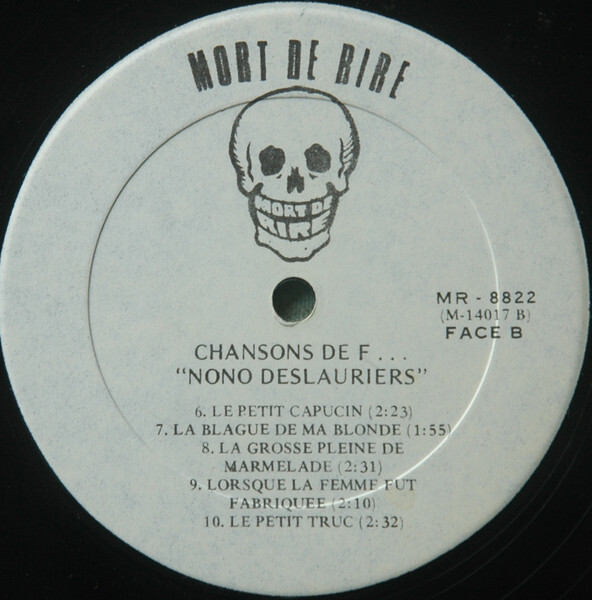 MORT DE RIRE
MORT DE
RIRE
MR - 8822
(M-14017 B)
FACE B
CHANSONS DE F . . .
"NONO DESLAURIERS"
6. LE PETIT CAPUCIN (2:23)
7. LA BLAGUE DE MA BLONDE (1:55)
8. LA GROSSE PLEINE DE
MARMELADE (2:31)
9. LORSQUE LA FEMME FUT
FABRIQUEE (2:10)
10. LE PETIT TRUC (2:32)